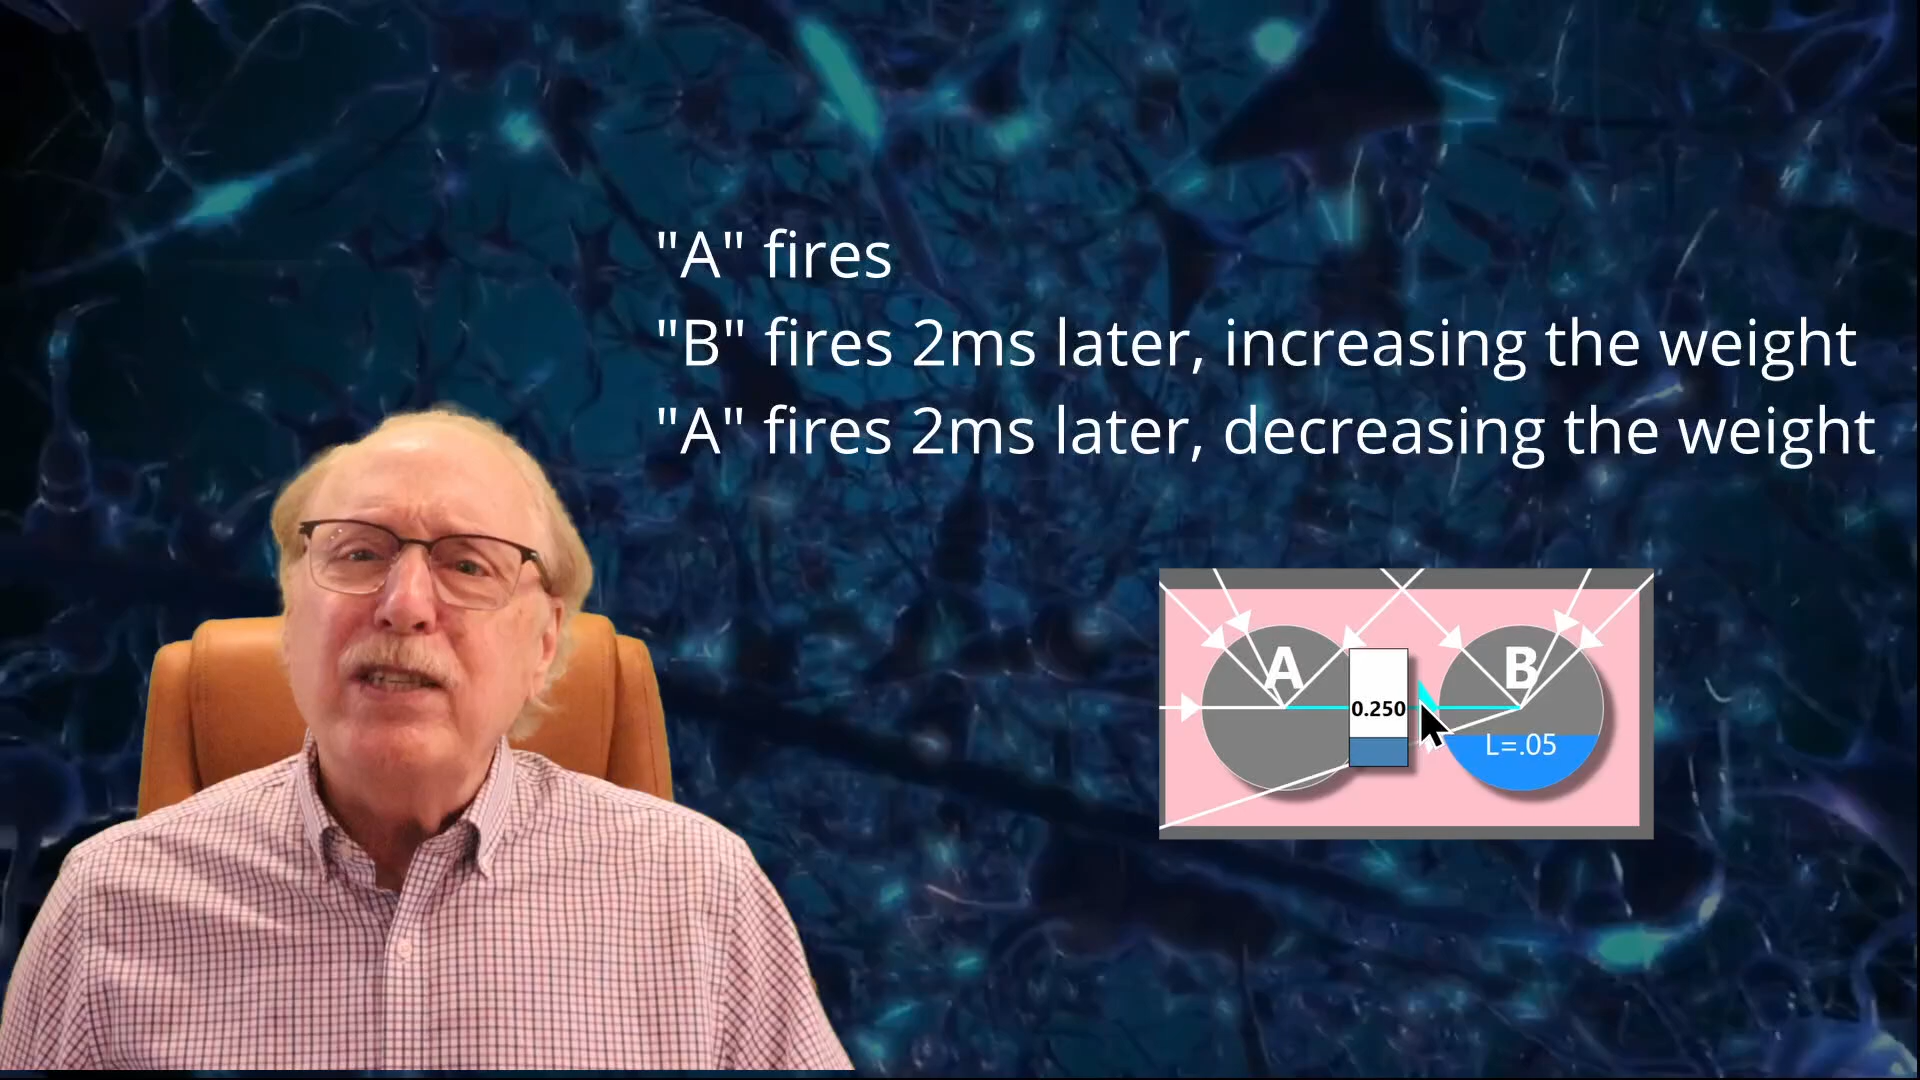 "A" fires
"B" fires 2ms later, increasing the weight
"A" fires 2ms later, decreasing the weight
A
B
0.250
L=.05